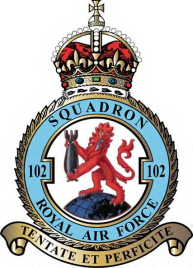 SQUADRON
102 102
ROYAL AIR FORCE
TENTATE ET PERFICITE